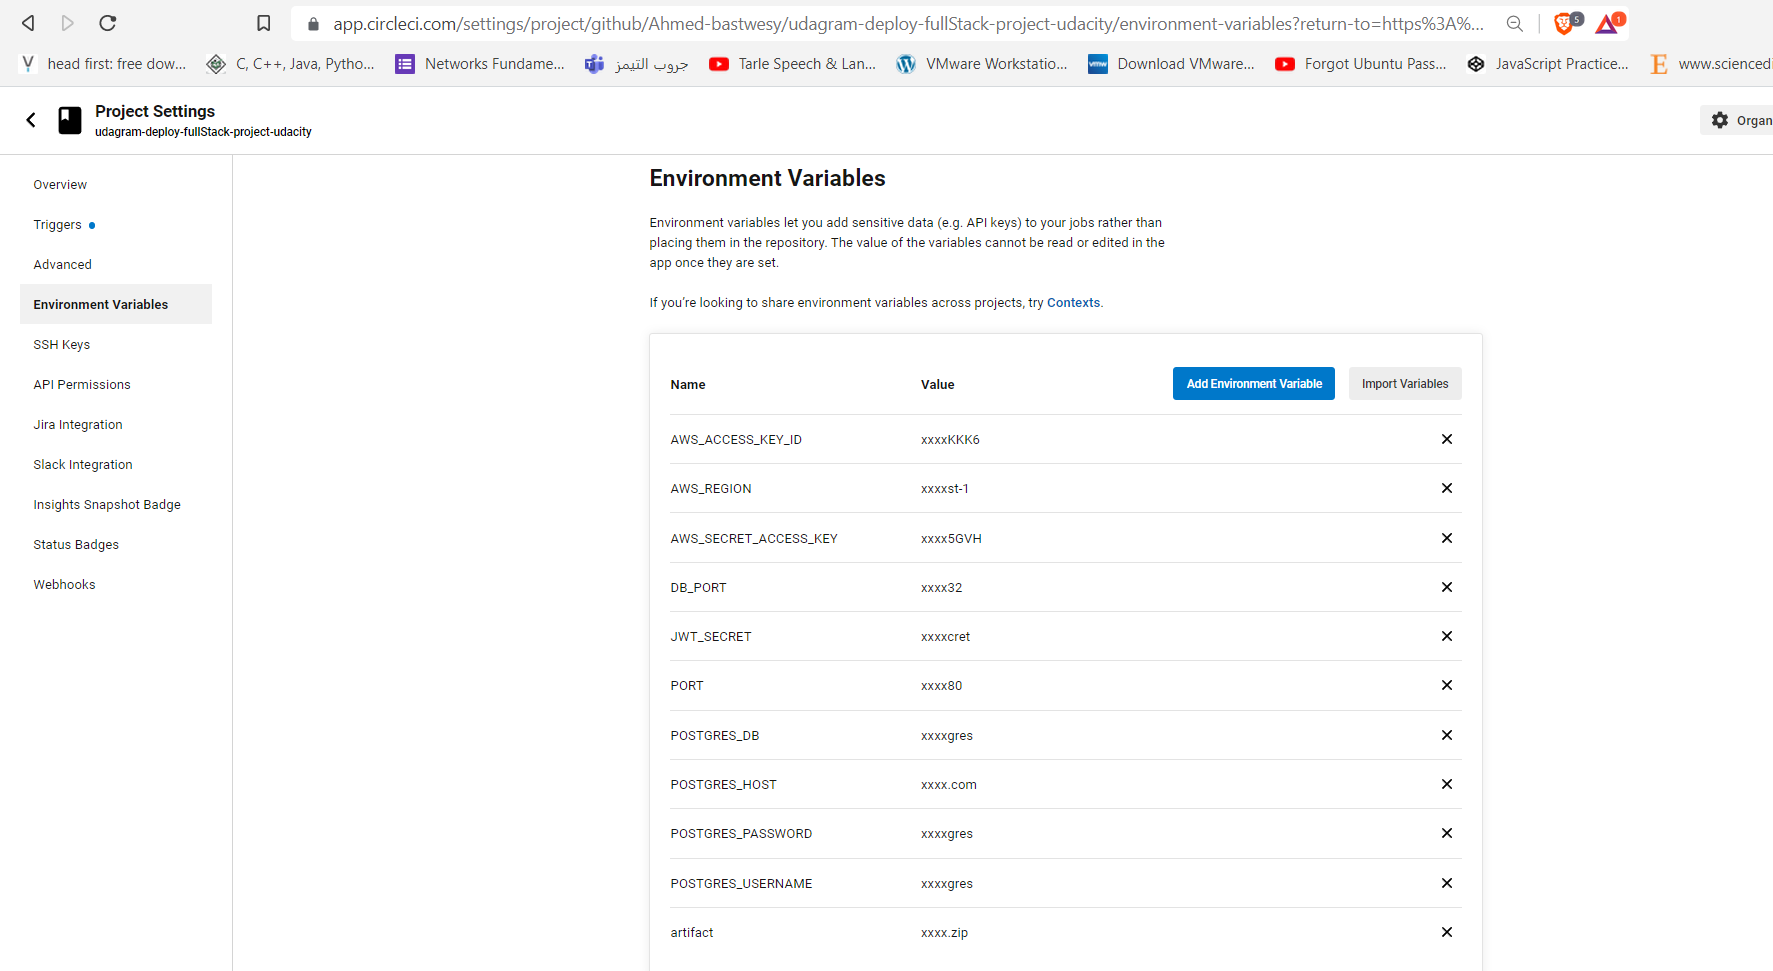 app.circleci.com/settings/project/github/Ahmed-bastwesy/udagram-deploy-fullStack-project-udacity/environment-variables?return-to=https%3A%...
5
1
head first: free dow...
C, C++, Java, Pytho...
Networks Fundame...
جروب التيمز
Tarle Speech & Lan...
VMware Workstatio...
vmw
Download VMware...
Forgot Ubuntu Pass...
JavaScript Practice...
E
www.sciencedi
Project Settings
udagram-deploy-fullStack-project-udacity
Organ
Overview
Triggers
Advanced
Environment Variables
SSH Keys
API Permissions
Jira Integration
Slack Integration
Insights Snapshot Badge
Status Badges
Webhooks
Environment Variables
Environment variables let you add sensitive data (e.g. API keys) to your jobs rather than
placing them in the repository. The value of the variables cannot be read or edited in the
app once they are set.
If you’re looking to share environment variables across projects, try Contexts.
Name Value Add Environment Variable Import Variables
AWS_ACCESS_KEY_ID xxxxKKK6
AWS_REGION xxxxst-1
AWS_SECRET_ACCESS_KEY xxxx5GVH
DB_PORT xxxx32
JWT_SECRET xxxxcret
PORT xxxx80
POSTGRES_DB xxxxgres
POSTGRES_HOST xxxx.com
POSTGRES_PASSWORD xxxxgres
POSTGRES_USERNAME xxxxgres
artifact xxxx.zip